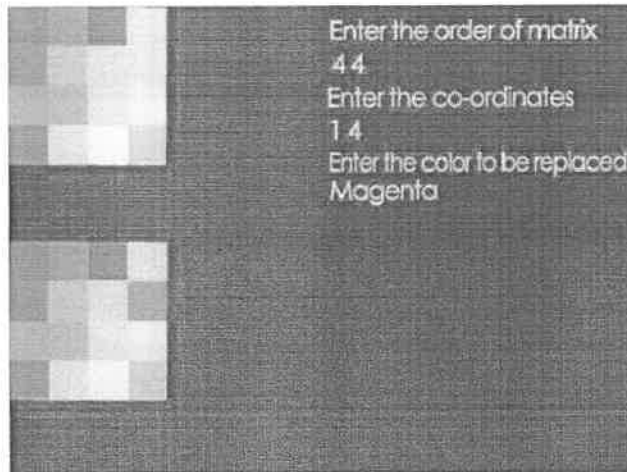 Enter the order of matrix
4 4
Enter the co-ordinates
1 4
Enter the color to be replaced
Magenta